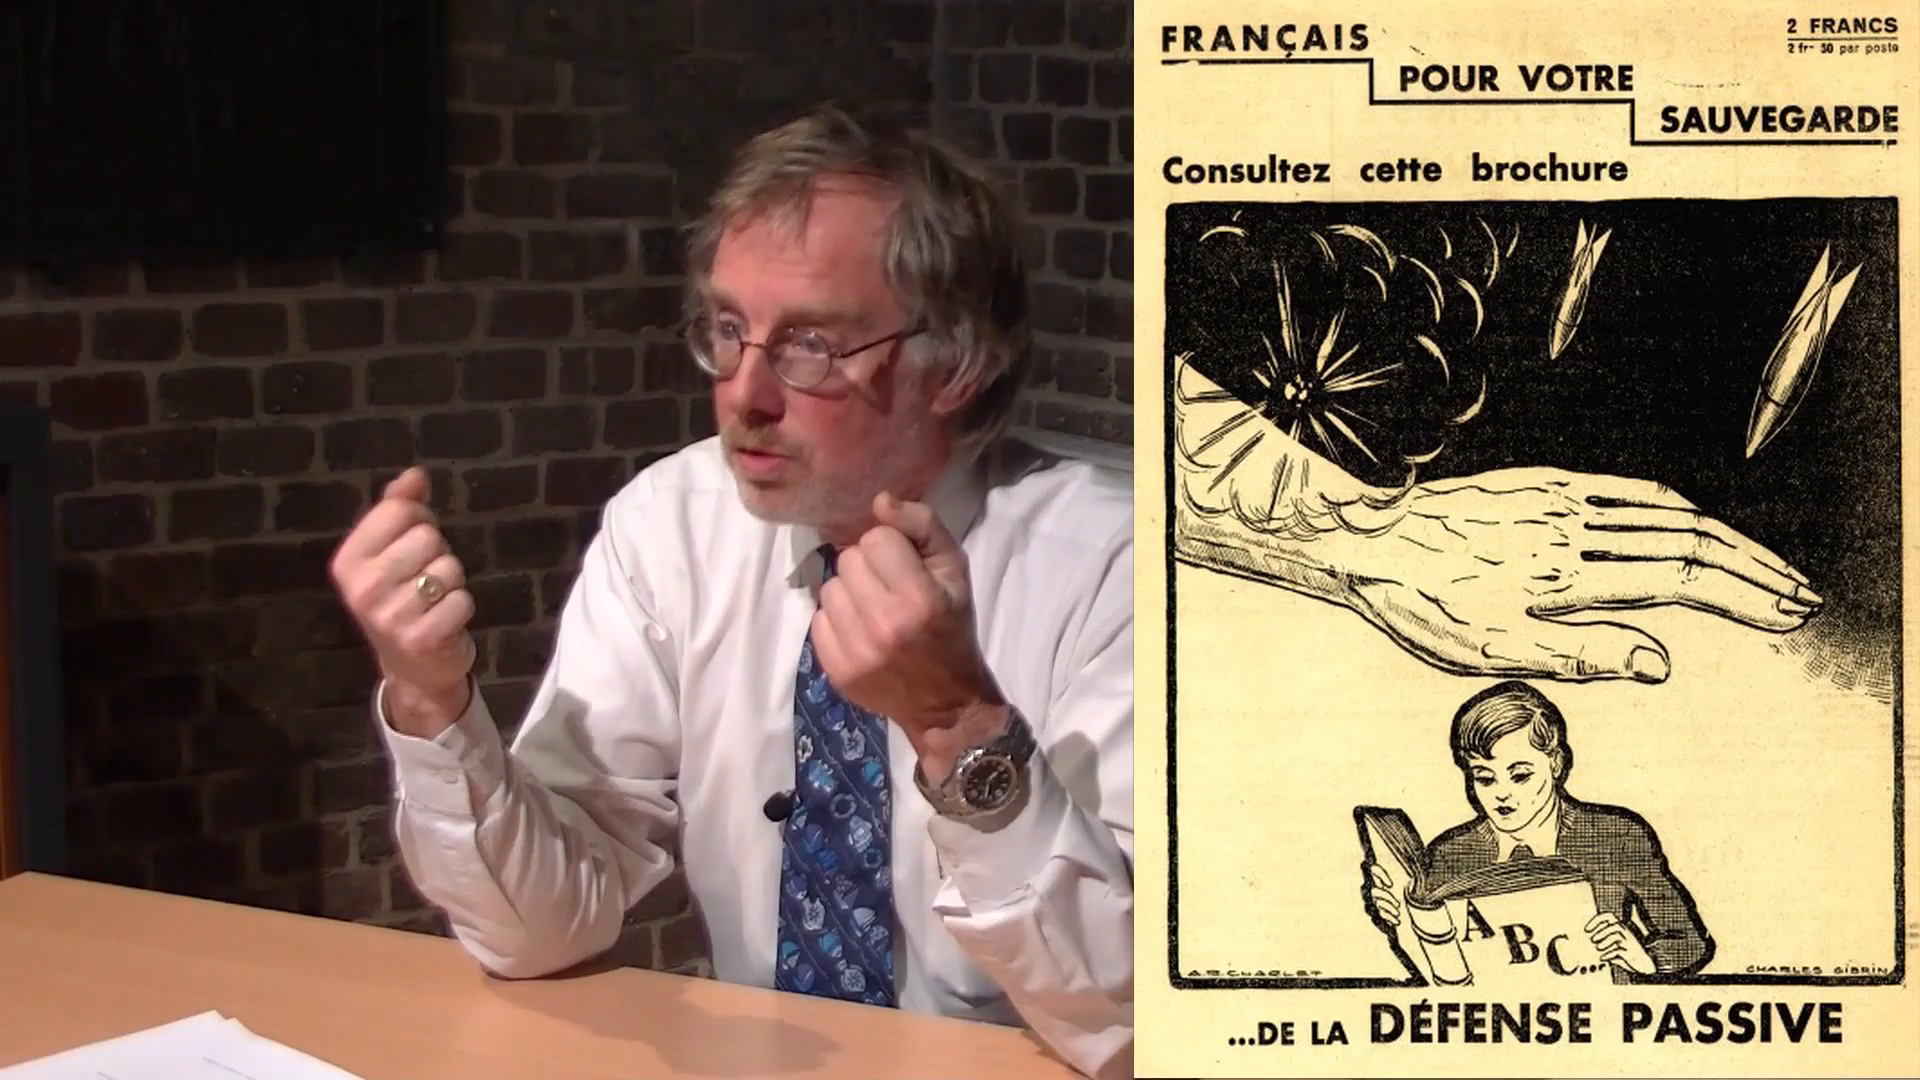 FRANÇAIS
2 FRANCS
2 fr- 50 par poste
POUR VOTRE
SAUVEGARDE
Consultez cette brochure
A B C...
A.R. CHARLET
CHARLES GIBRIN
...DE LA DÉFENSE PASSIVE